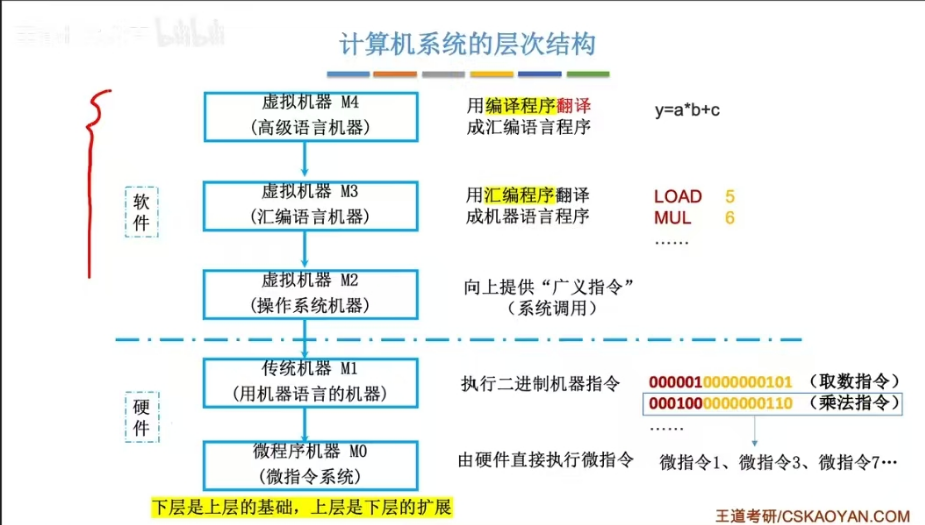 计算机系统的层次结构
虚拟机器 M4
(高级语言机器)
用编译程序翻译
成汇编语言程序
y=a*b+c
软件
虚拟机器 M3
(汇编语言机器)
用汇编程序翻译
成机器语言程序
LOAD 5
MUL 6
……
虚拟机器 M2
(操作系统机器)
向上提供“广义指令”
（系统调用）
硬件
传统机器 M1
(用机器语言的机器)
执行二进制机器指令
0000010000000101 （取数指令）
0001000000000110 （乘法指令）
……
微程序机器 M0
(微指令系统)
由硬件直接执行微指令
微指令1、微指令3、微指令7…
下层是上层的基础，上层是下层的扩展
王道考研/CSKAOYAN.COM